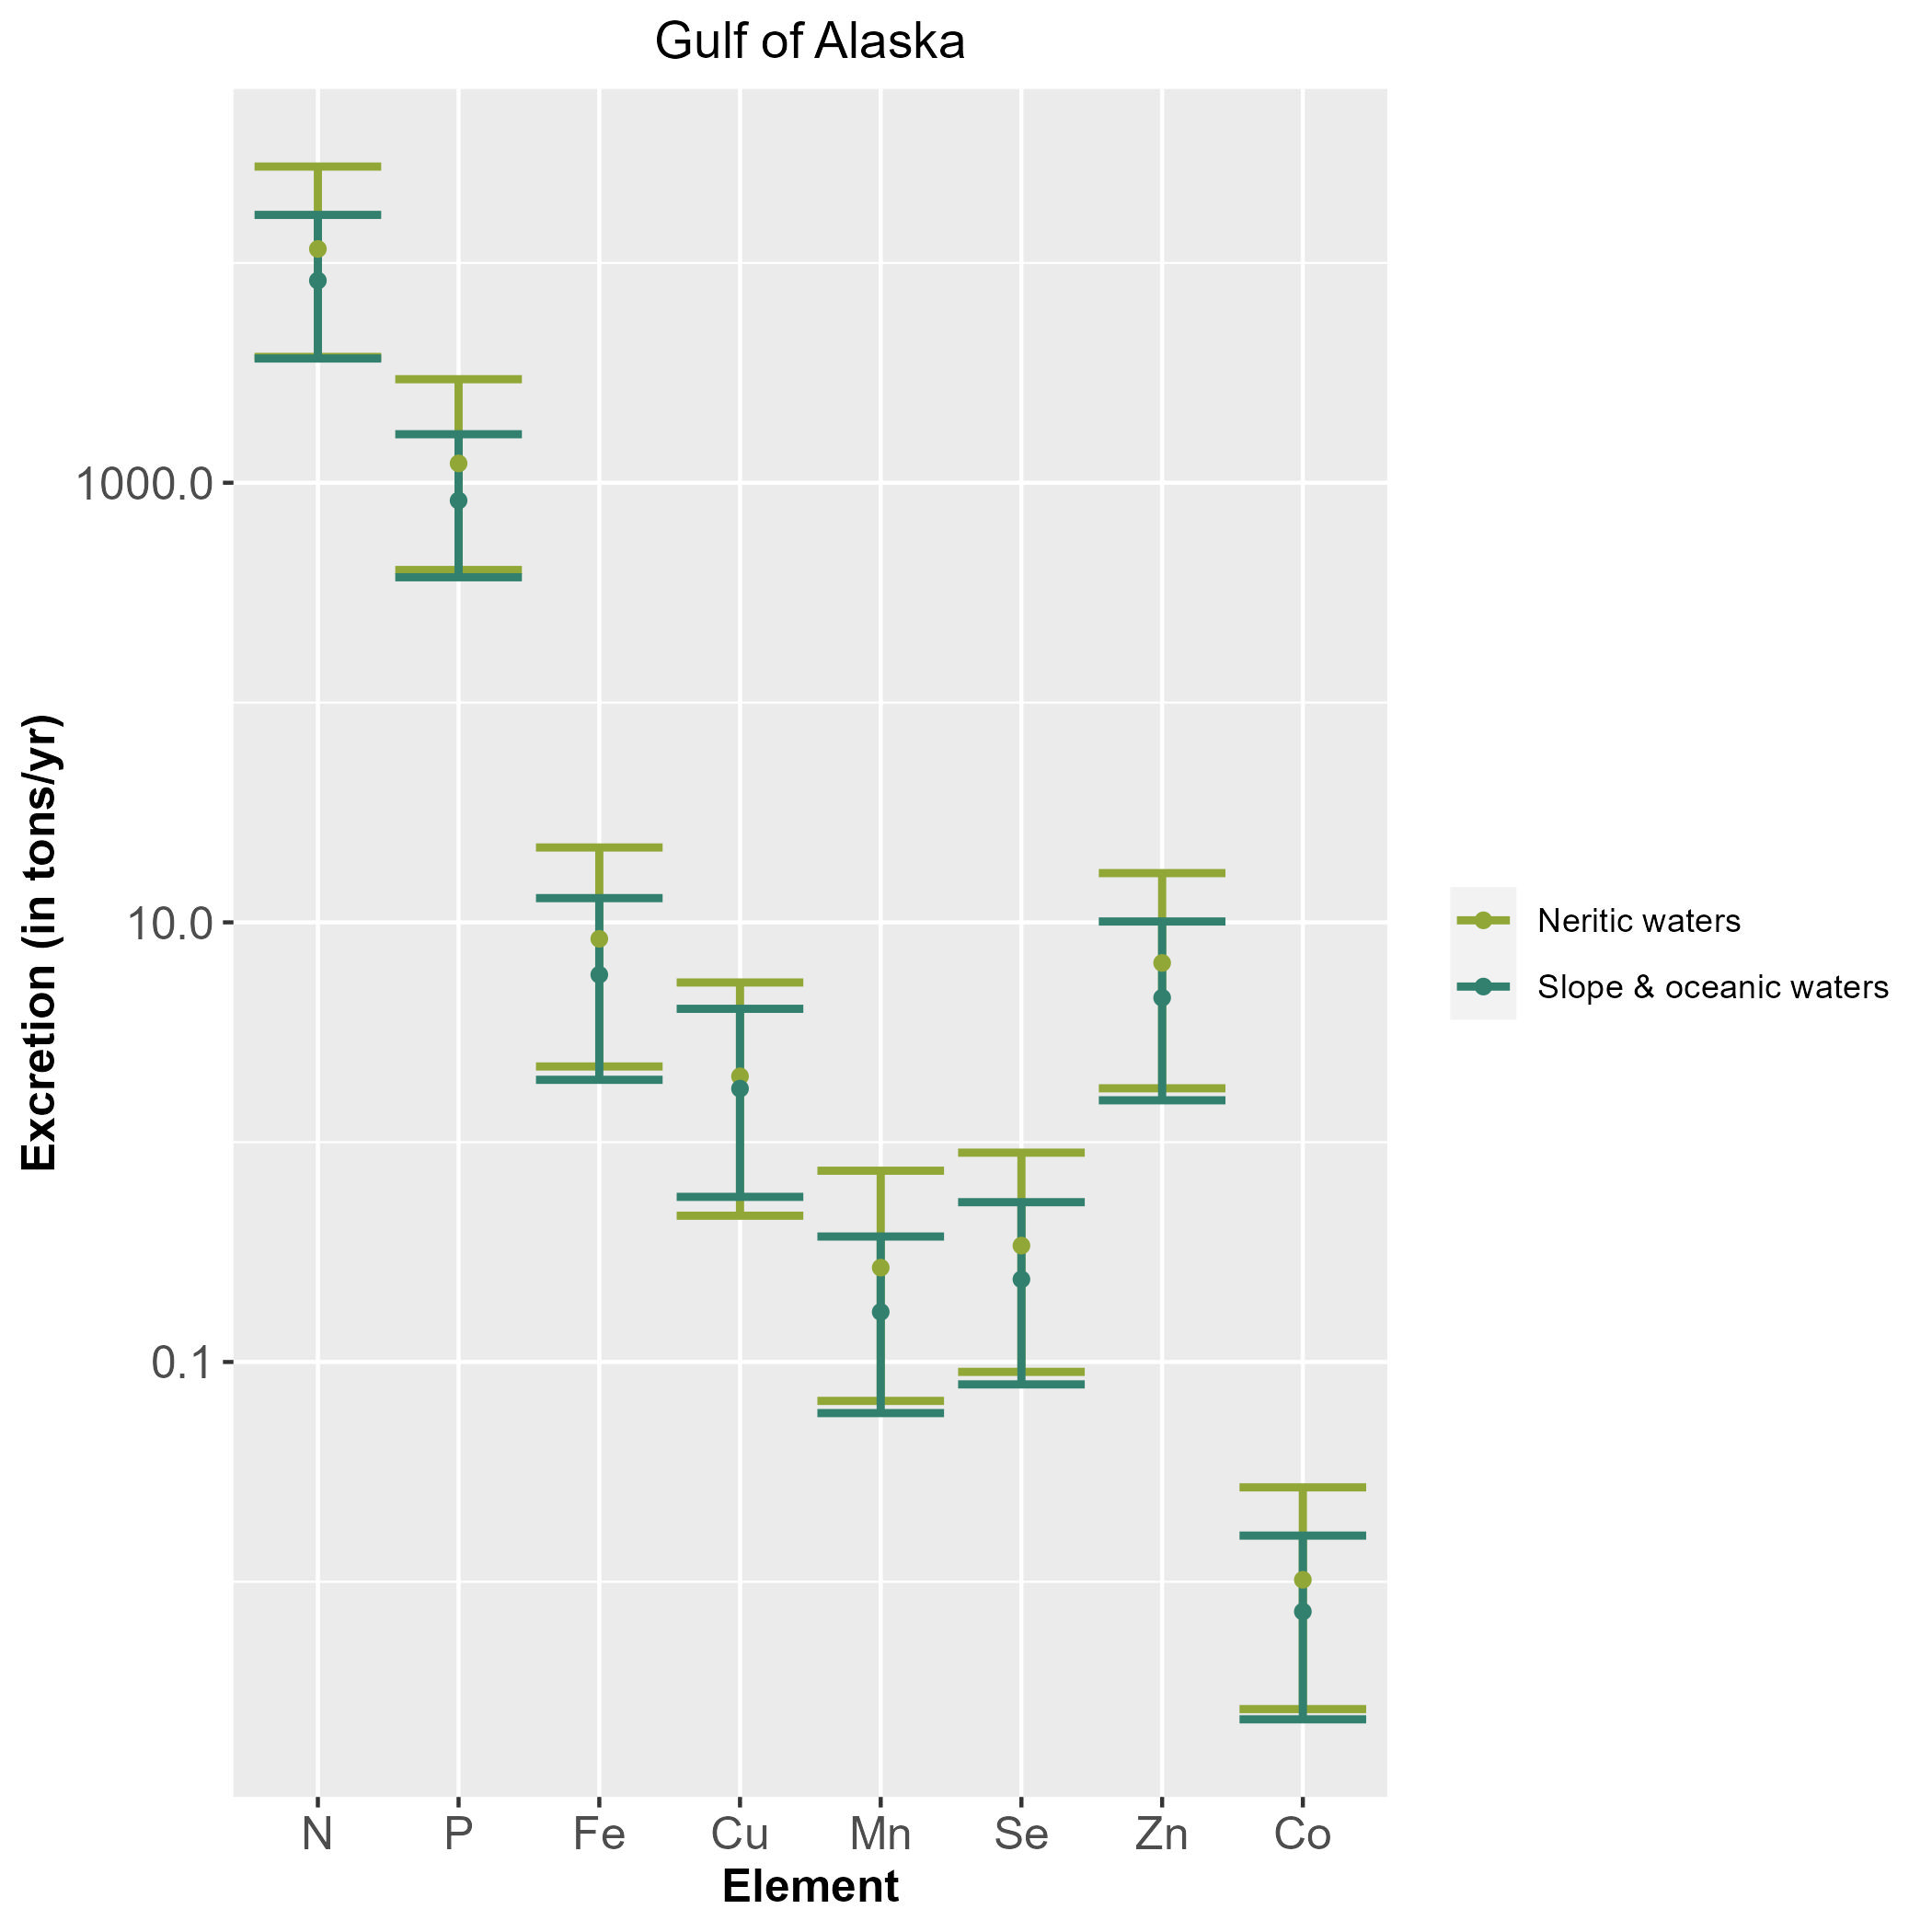 Gulf of Alaska
Excretion (in tons/yr)
1000.0
10.0
0.1
N P Fe Cu Mn Se Zn Co
Element
Neritic waters
Slope & oceanic waters